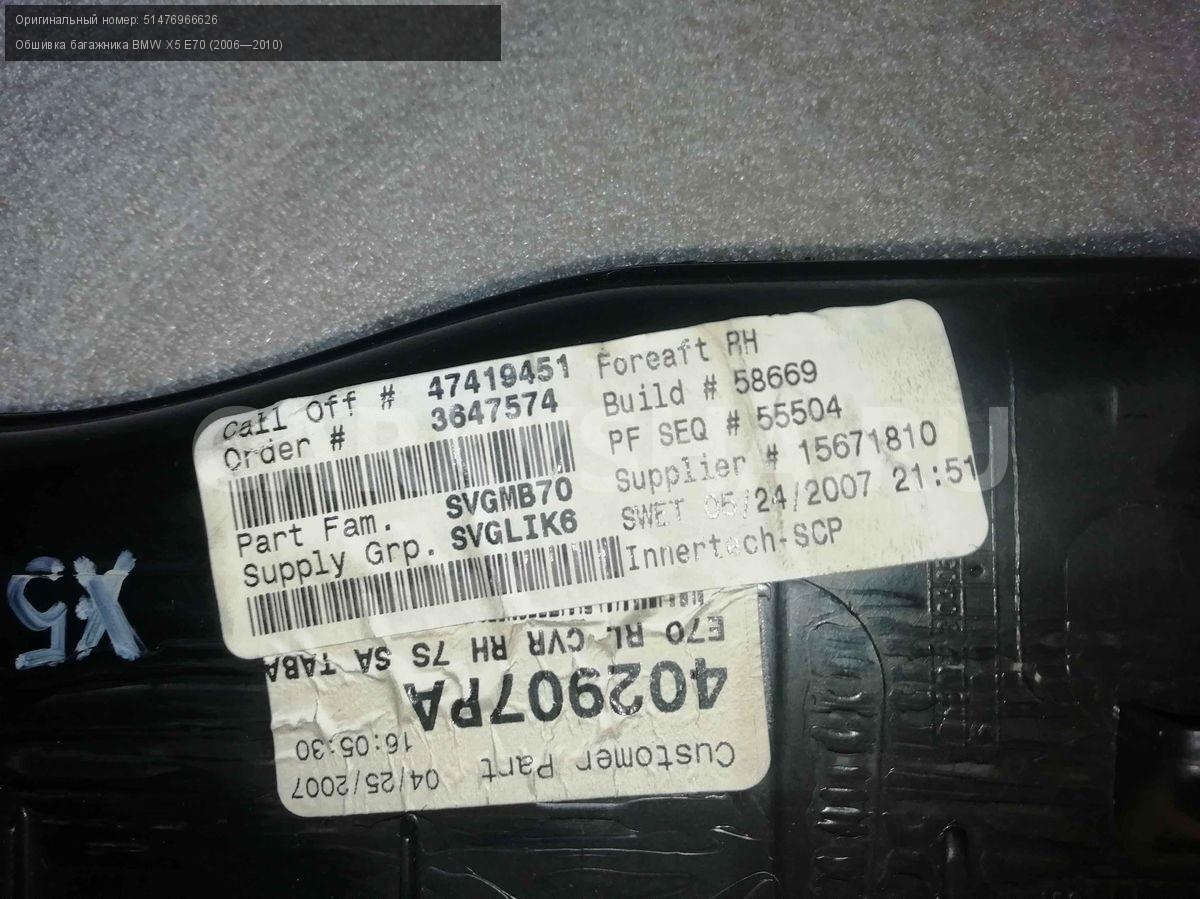 Оригинальный номер: 51476966626
Обшивка багажника BMW X5 E70 (2006—2010)
Call Off # 47419451
Order # 3647574
Part Fam. SVGMB70
Supply Grp. SVGLIK6
Foreaft RH
Build # 58669
PF SEQ # 55504
Supplier # 15671810
SWET 05/24/2007 21:51
Innertech-SCP
X5
E70 RL CVR RH 7S SA TABA
402907PA
Customer Part
16:05:30
04/25/2007